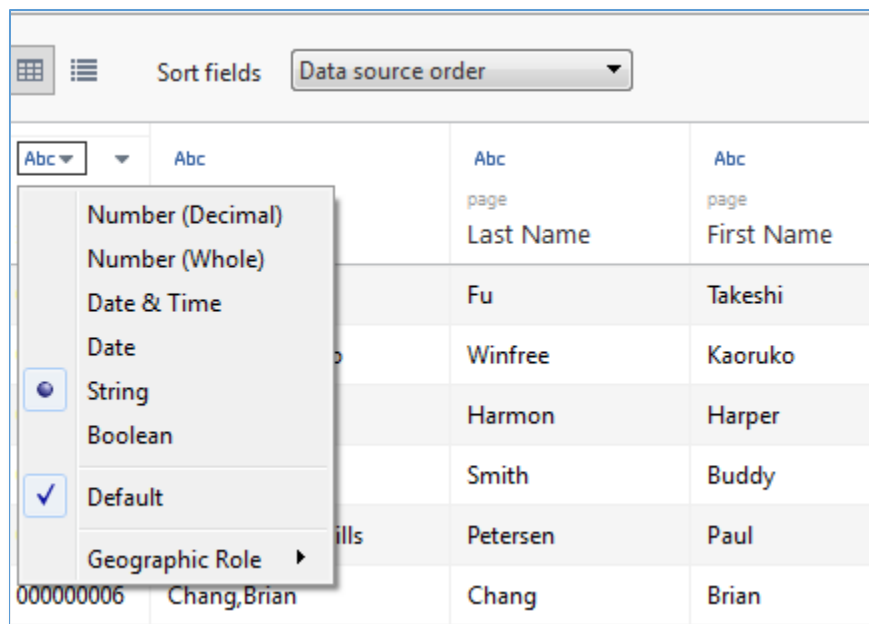 Sort fields Data source order
Abc Abc Abc Abc
page page
Last Name First Name
Number (Decimal)
Number (Whole)
Date & Time
Date
String
Boolean
Default
Geographic Role
Fu Takeshi
Winfree Kaoruko
Harmon Harper
Smith Buddy
ills Petersen Paul
000000006 Chang,Brian Chang Brian